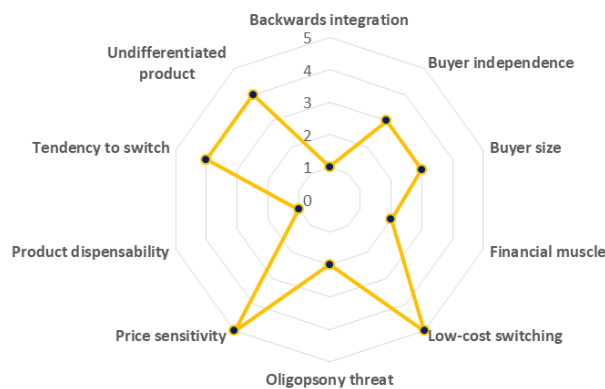 Backwards integration
5
Undifferentiated
product
Buyer independence
4
3
2
Tendency to switch
Buyer size
1
0
Product dispensability
Financial muscle
Price sensitivity
Low-cost switching
Oligopsony threat